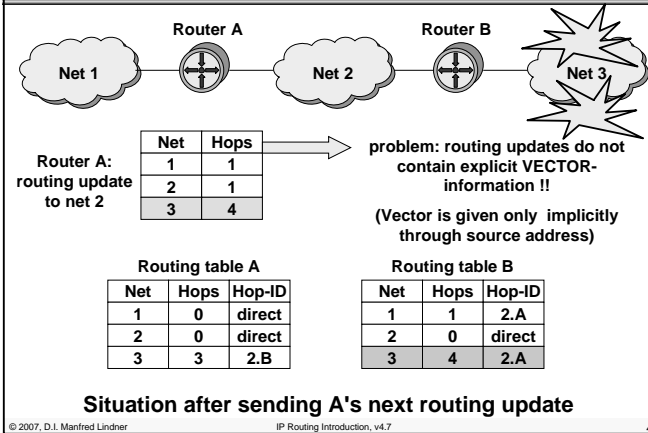 Router A
Router B
Net 1
Net 2
Net 3
Router A:
routing update
to net 2
Net Hops
1 1
2 1
3 4
problem: routing updates do not
contain explicit VECTOR-
information !!
(Vector is given only implicitly
through source address)
Routing table A
Net Hops Hop-ID
1 0 direct
2 0 direct
3 3 2.B
Routing table B
Net Hops Hop-ID
1 1 2.A
2 0 direct
3 4 2.A
Situation after sending A's next routing update
© 2007, D.I. Manfred Lindner
IP Routing Introduction, v4.7